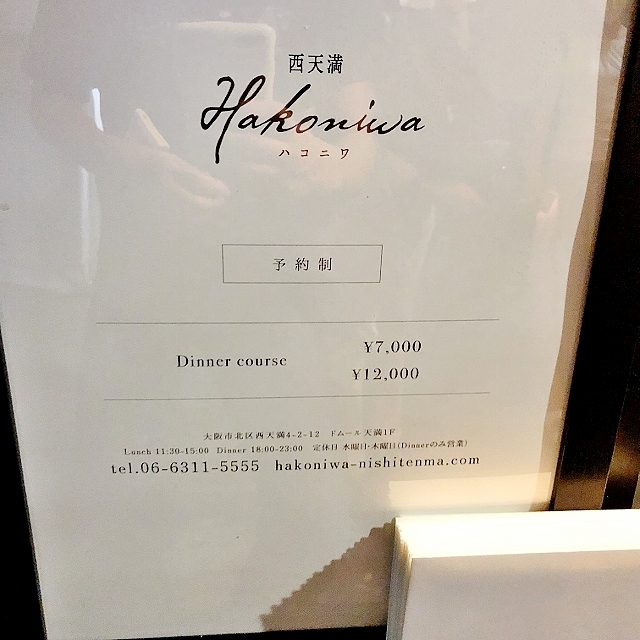 西天満
Hakoniwa
ハコニワ
予約制
Dinner course
¥7,000
¥12,000
大阪市北区西天満4-2-12 ドムール天満1F
Lunch 11:30-15:00 Dinner 18:00-23:00 定休日 水曜日・木曜日(Dinnerのみ営業)
tel.06-6311-5555 hakoniwa-nishitenma.com